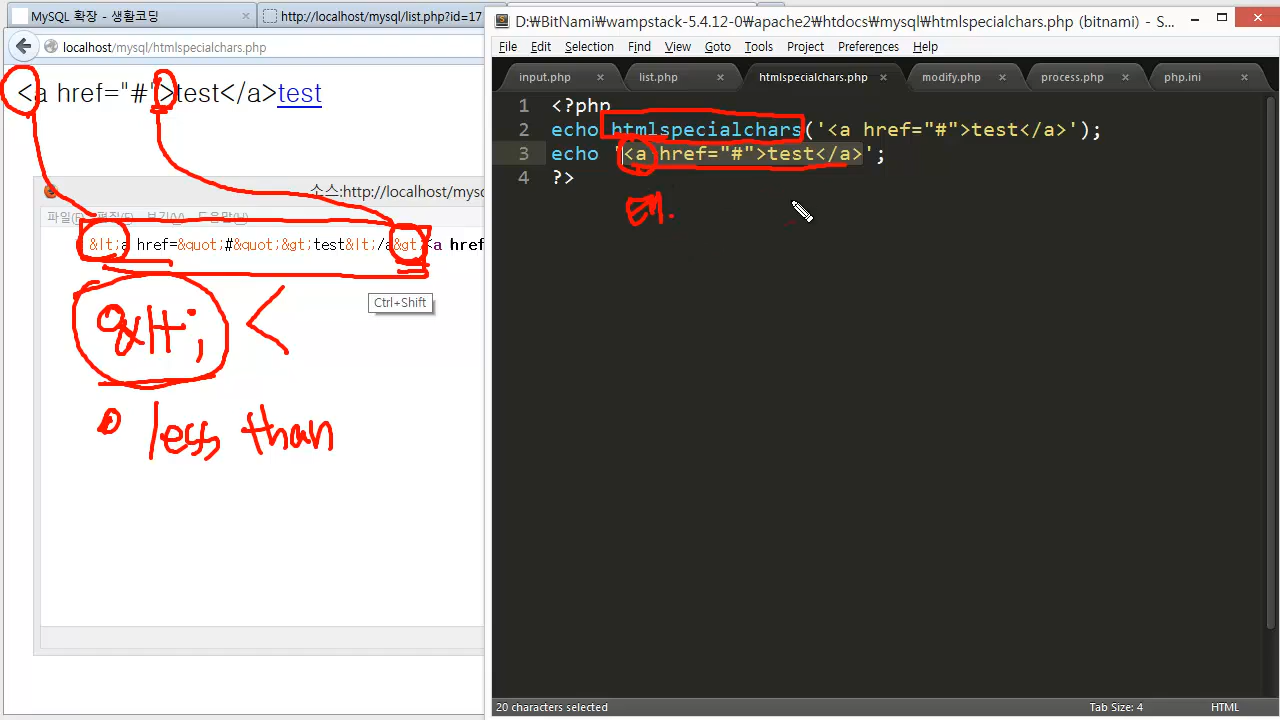 MySQL 확장 - 생활코딩
http://localhost/mysql/list.php?id=17
localhost/mysql/htmlspecialchars.php
<a href="#">test</a>test
소스:http://localhost/mysc
파일(F) 편집(E) 보기(V) 도움말(H)
&lt;a href=&quot;#&quot;&gt;test&lt;/a&gt;<a href
Ctrl+Shift
&lt; <
less than
D:₩BitNami₩wampstack-5.4.12-0₩apache2₩htdocs₩mysql₩htmlspecialchars.php (bitnami) - S...
File Edit Selection Find View Goto Tools Project Preferences Help
input.php list.php htmlspecialchars.php modify.php process.php php.ini
1 <?php
2 echo htmlspecialchars('<a href="#">test</a>');
3 echo '<a href="#">test</a>';
4 ?>
20 characters selected Tab Size: 4 HTML